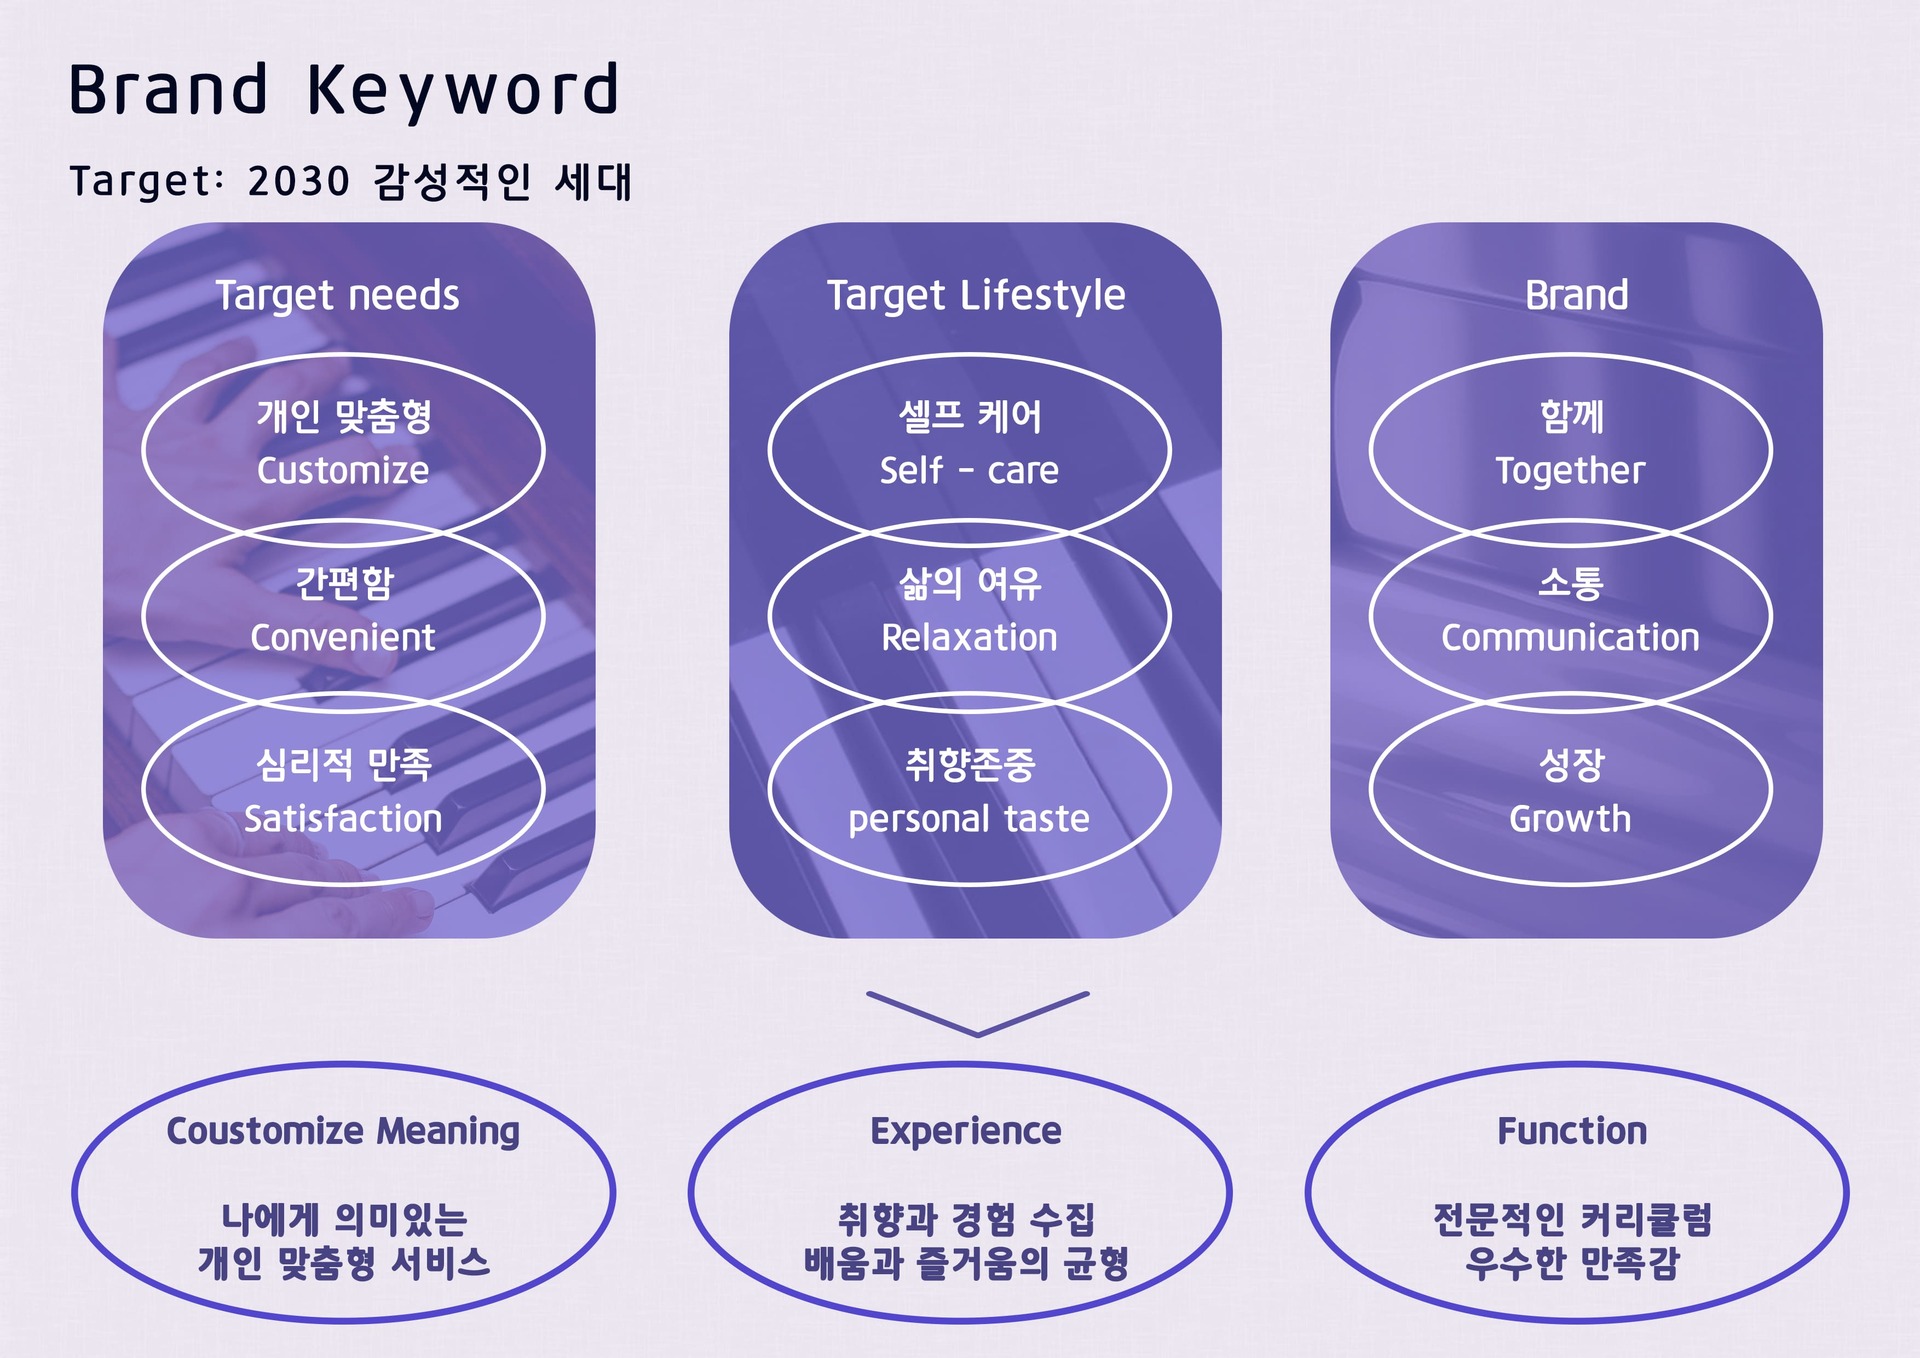 Brand Keyword
Target: 2030 감성적인 세대
Target needs
개인 맞춤형
Customize
간편함
Convenient
심리적 만족
Satisfaction
Target Lifestyle
셀프 케어
Self - care
삶의 여유
Relaxation
취향존중
personal taste
Brand
함께
Together
소통
Communication
성장
Growth
Coustomize Meaning
나에게 의미있는
개인 맞춤형 서비스
Experience
취향과 경험 수집
배움과 즐거움의 균형
Function
전문적인 커리큘럼
우수한 만족감